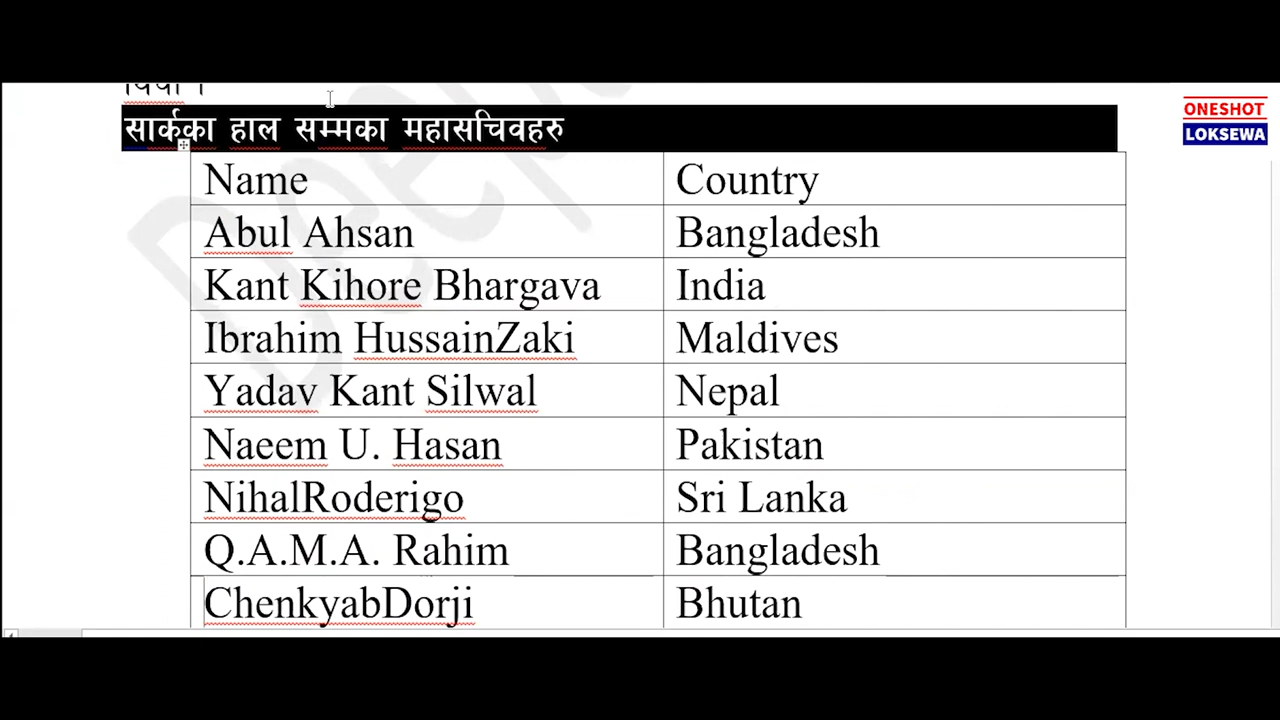 ONESHOT
LOKSEWA
सार्कका हाल सम्मका महासचिवहरु
Name Country
Abul Ahsan Bangladesh
Kant Kihore Bhargava India
Ibrahim HussainZaki Maldives
Yadav Kant Silwal Nepal
Naeem U. Hasan Pakistan
NihalRoderigo Sri Lanka
Q.A.M.A. Rahim Bangladesh
ChenkyabDorji Bhutan